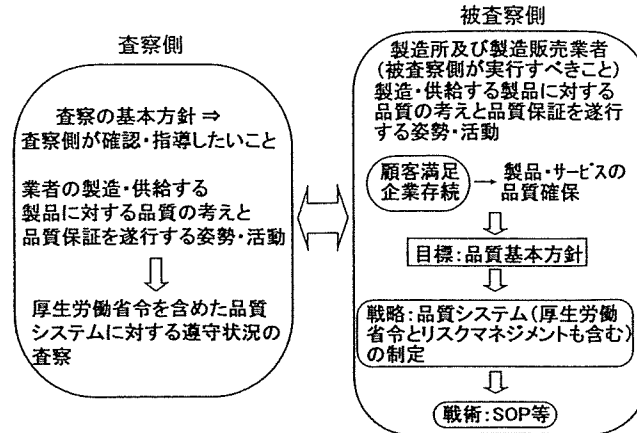 査察側
査察の基本方針 ⇒
査察側が確認・指導したいこと
業者の製造・供給する
製品に対する品質の考えと
品質保証を遂行する姿勢・活動
厚生労働省令を含めた品質
システムに対する遵守状況の
査察
被査察側
製造所及び製造販売業者
(被査察側が実行すべきこと)
製造・供給する製品に対する
品質の考えと品質保証を遂行
する姿勢・活動
顧客満足
企業存続
製品・サービスの
品質確保
目標:品質基本方針
戦略:品質システム(厚生労働
省令とリスクマネジメントも含む)
の制定
戦術:SOP等